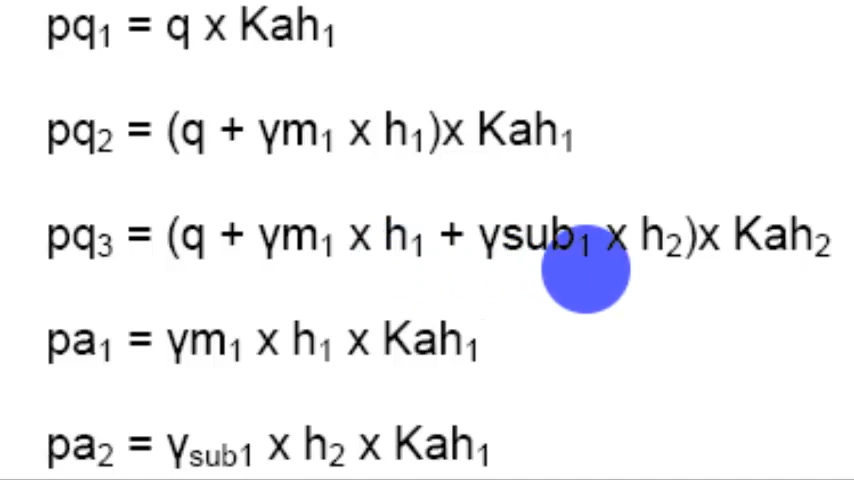 pq₁ = q x Kah₁
pq₂ = (q + γm₁ x h₁)x Kah₁
pq₃ = (q + γm₁ x h₁ + γsub₁ x h₂)x Kah₂
pa₁ = γm₁ x h₁ x Kah₁
pa₂ = γsub1 x h₂ x Kah₁